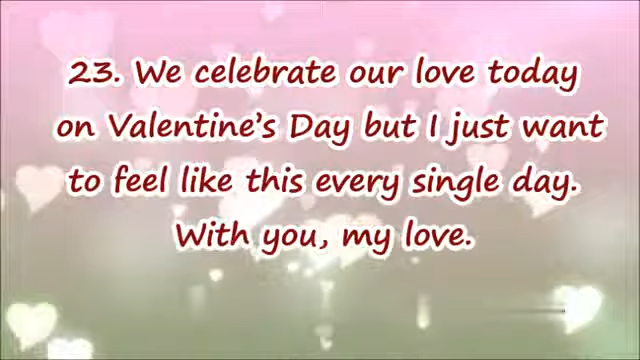 23. We celebrate our love today
on Valentine's Day but I just want
to feel like this every single day.
With you, my love.